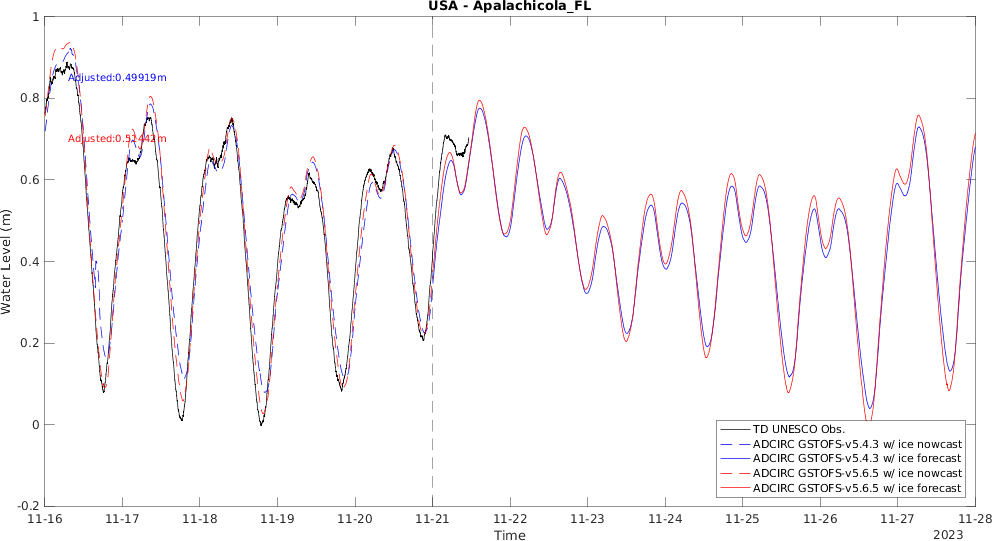 USA - Apalachicola_FL
1
0.8
0.6
0.4
0.2
0
-0.2
Water Level (m)
Adjusted:0.49919m
Adjusted:0.51442m
TD UNESCO Obs.
ADCIRC GSTOFS-v5.4.3 w/ ice nowcast
ADCIRC GSTOFS-v5.4.3 w/ ice forecast
ADCIRC GSTOFS-v5.6.5 w/ ice nowcast
ADCIRC GSTOFS-v5.6.5 w/ ice forecast
11-16 11-17 11-18 11-19 11-20 11-21 11-22 11-23 11-24 11-25 11-26 11-27 11-28
Time
2023